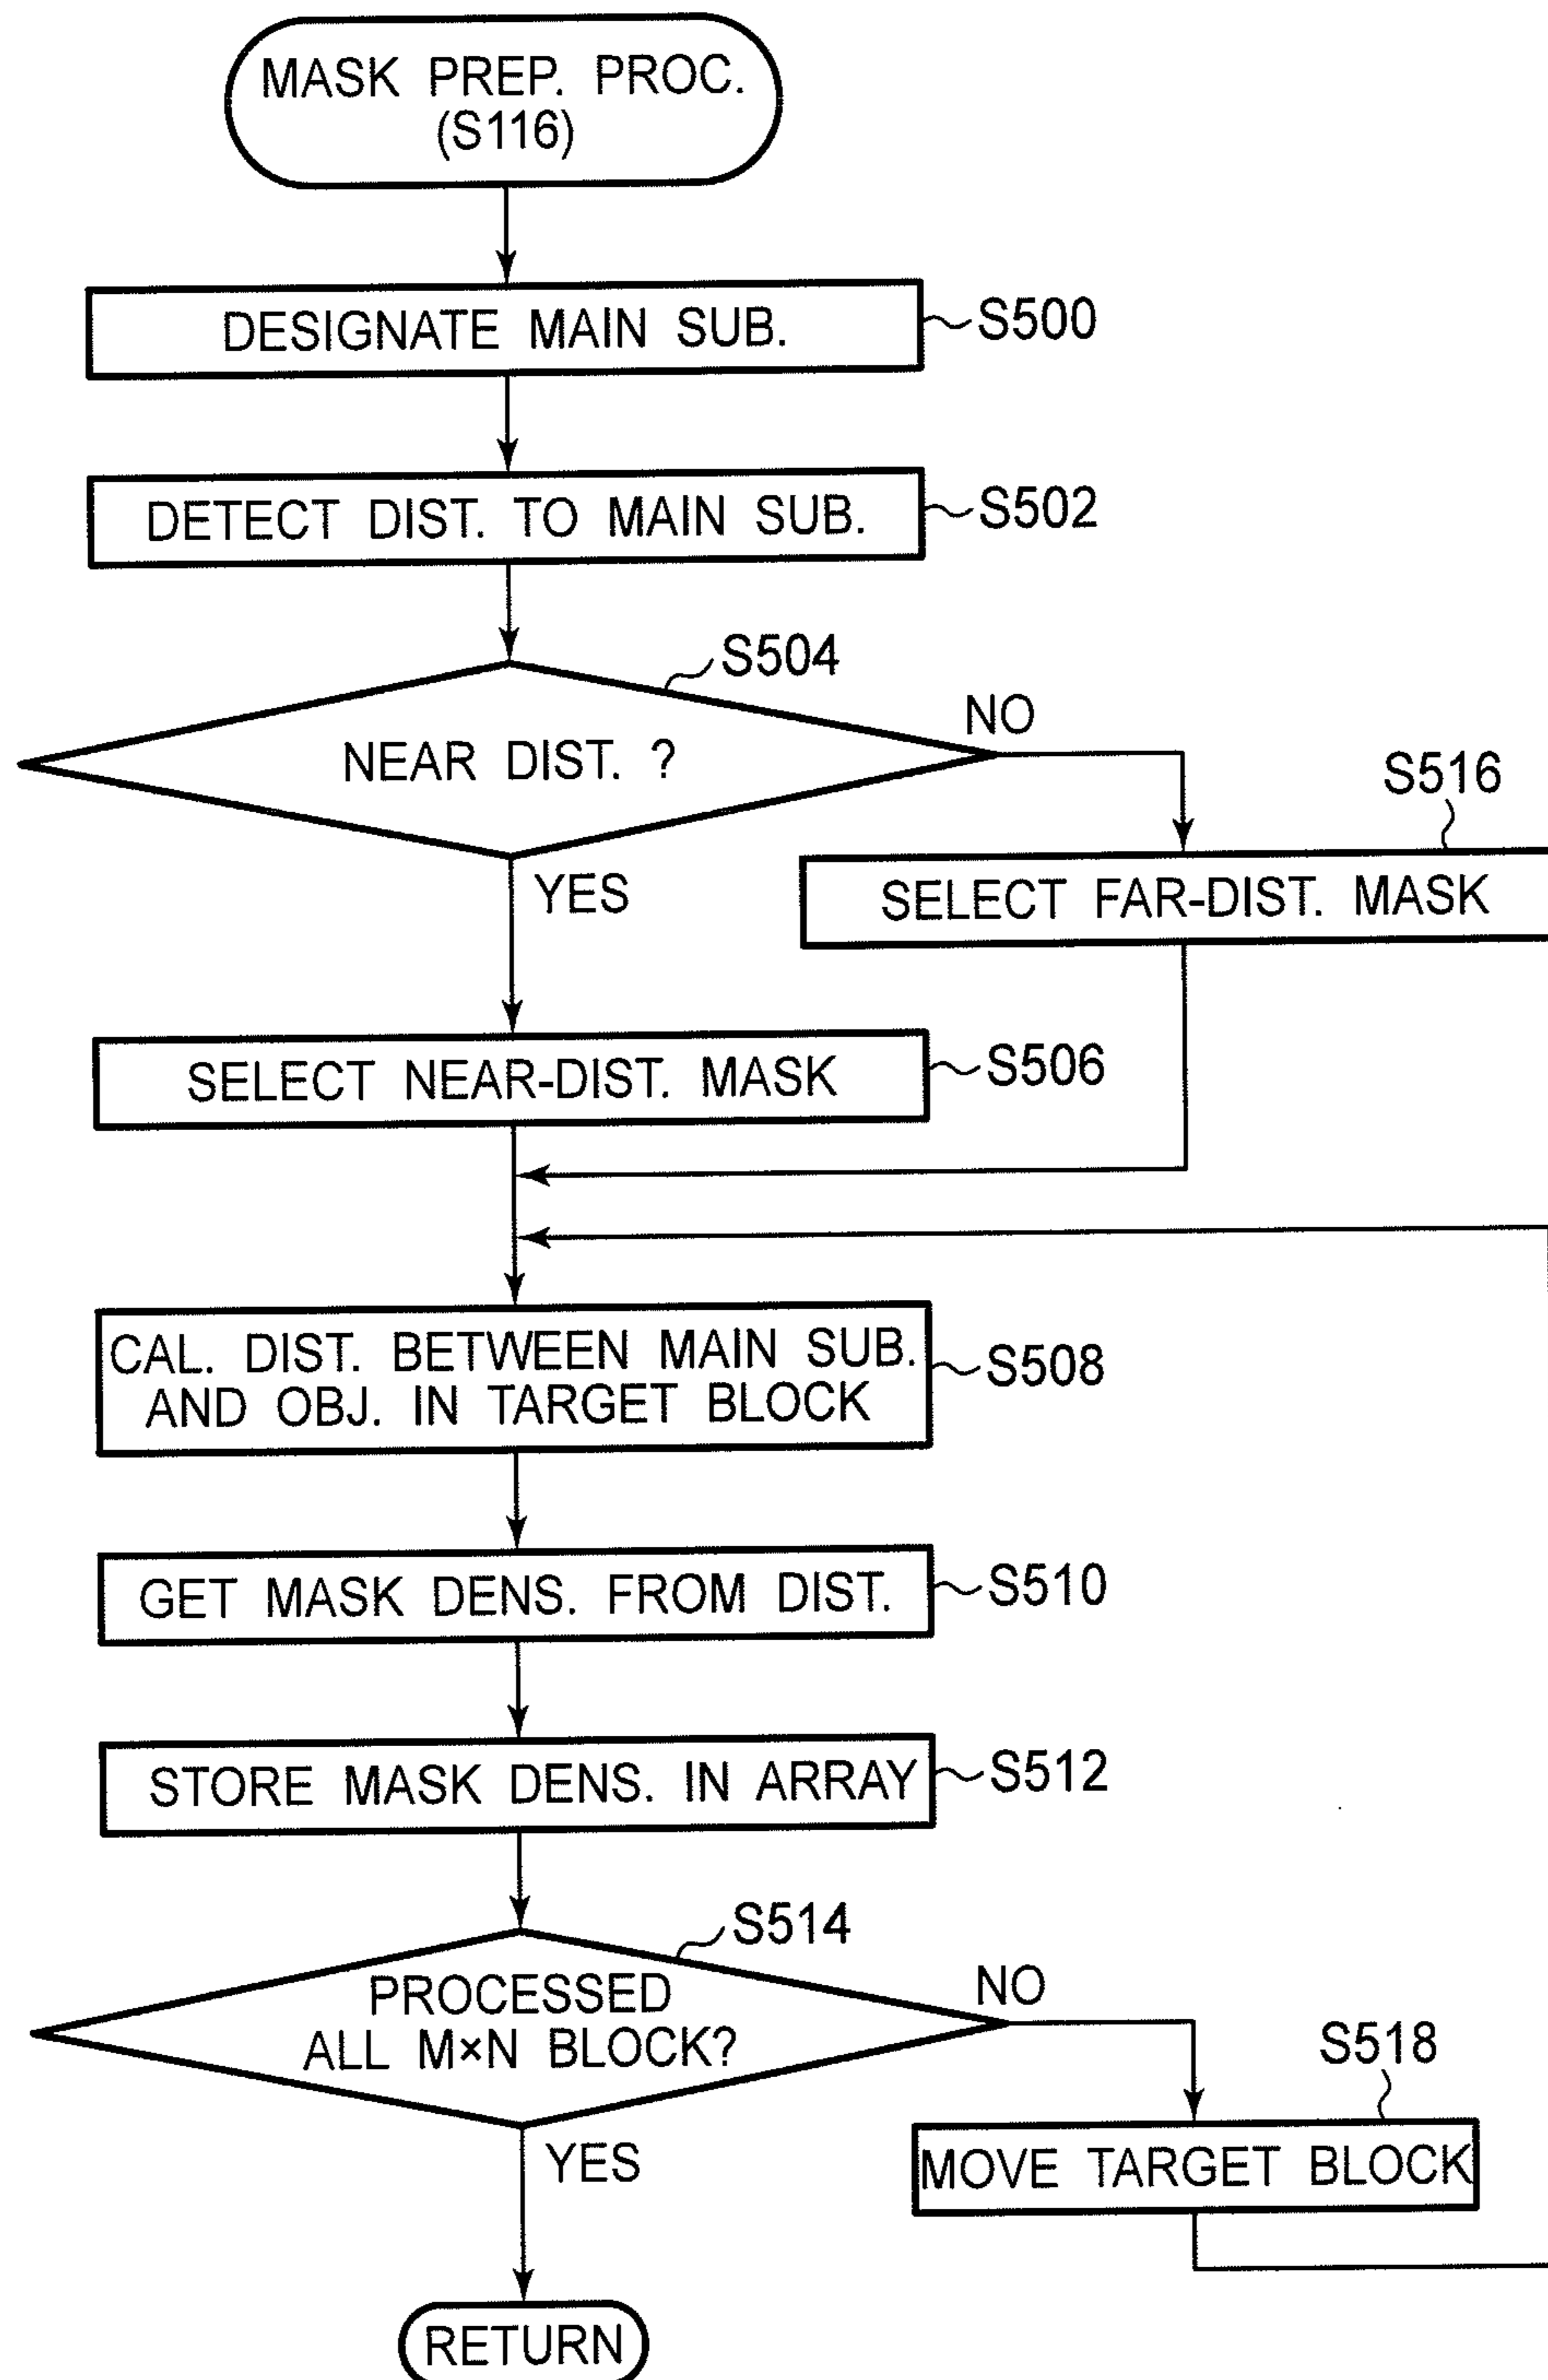 MASK PREP. PROC.
(S116)
DESIGNATE MAIN SUB.
S500
DETECT DIST. TO MAIN SUB.
S502
S504
NEAR DIST. ?
NO
YES
S516
SELECT FAR-DIST. MASK
SELECT NEAR-DIST. MASK
S506
CAL. DIST. BETWEEN MAIN SUB.
AND OBJ. IN TARGET BLOCK
S508
GET MASK DENS. FROM DIST.
S510
STORE MASK DENS. IN ARRAY
S512
S514
PROCESSED
ALL M×N BLOCK?
NO
YES
S518
MOVE TARGET BLOCK
RETURN